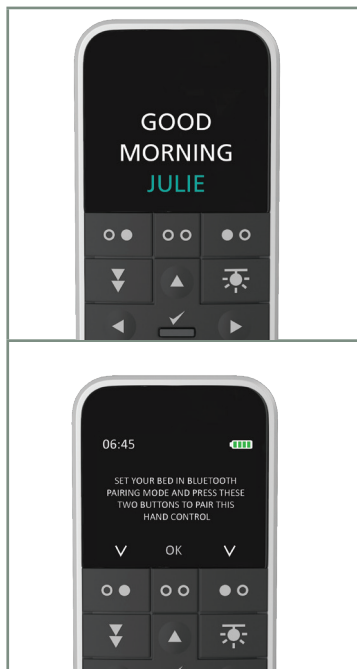 GOOD
MORNING
JULIE
06:45
SET YOUR BED IN BLUETOOTH
PAIRING MODE AND PRESS THESE
TWO BUTTONS TO PAIR THIS
HAND CONTROL
OK